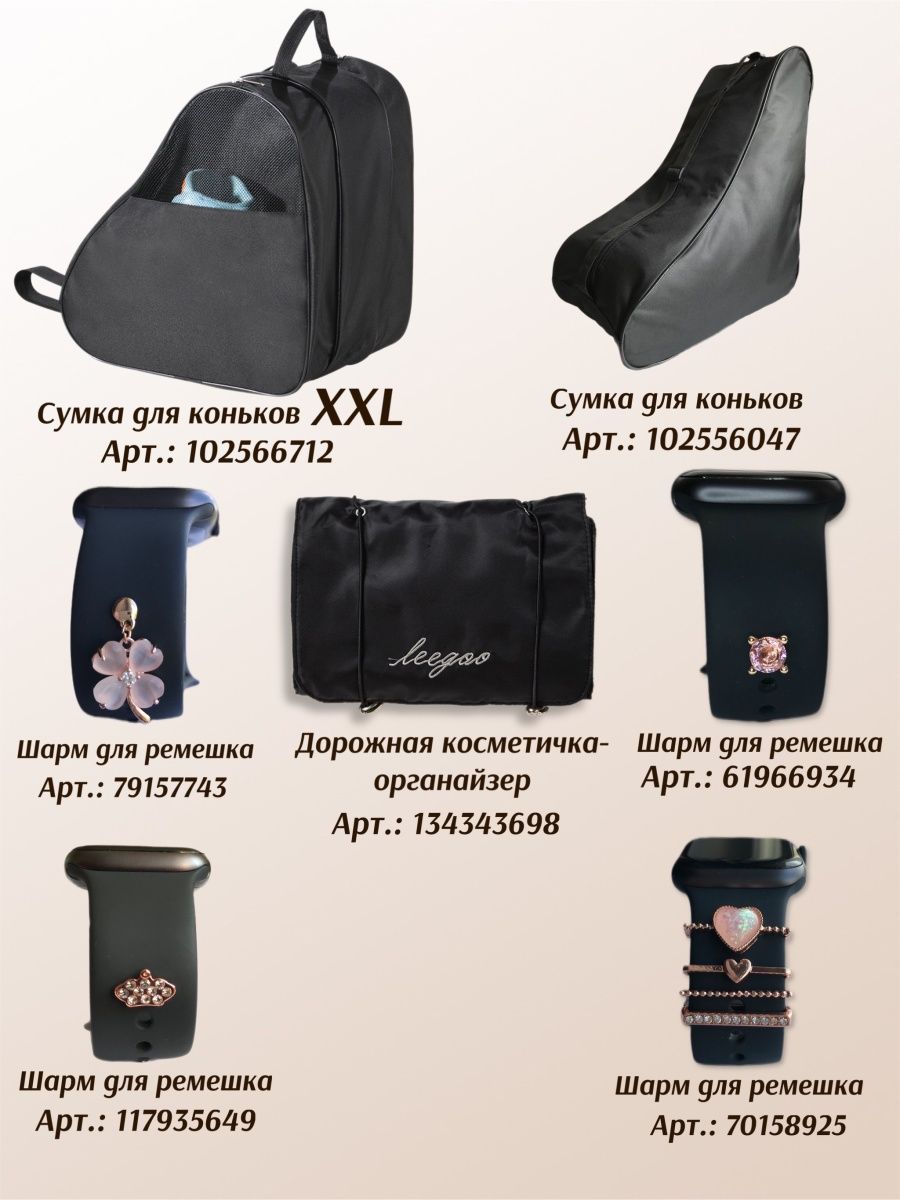 Сумка для коньков XXL
Арт.: 102566712
Сумка для коньков
Арт.: 102556047
leegoo
Шарм для ремешка
Арт.: 79157743
Дорожная косметичка-
органайзер
Арт.: 134343698
Шарм для ремешка
Арт.: 61966934
Шарм для ремешка
Арт.: 117935649
Шарм для ремешка
Арт.: 70158925